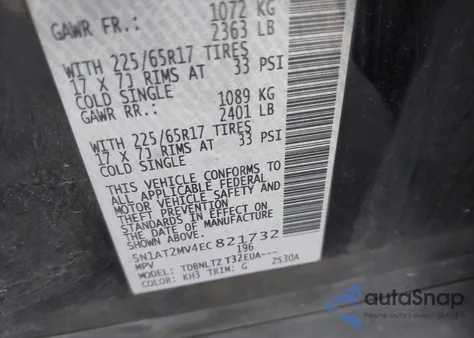 1072 KG
GAWR FR.: 2363 LB
WITH 225/65R17 TIRES
17 X 7J RIMS AT 33 PSI
COLD SINGLE
1089 KG
GAWR RR.: 2401 LB
WITH 225/65R17 TIRES
17 X 7J RIMS AT 33 PSI
COLD SINGLE
THIS VEHICLE CONFORMS TO
ALL APPLICABLE FEDERAL
MOTOR VEHICLE SAFETY AND
THEFT PREVENTION
STANDARDS IN EFFECT ON
THE DATE OF MANUFACTURE
SHOWN ABOVE.
5N1AT2MV4EC821732
MPV 196
MODEL: TDBNLTZ T32EUA---
COLOR: KH3 TRIM: G 2S30A
autoSnap